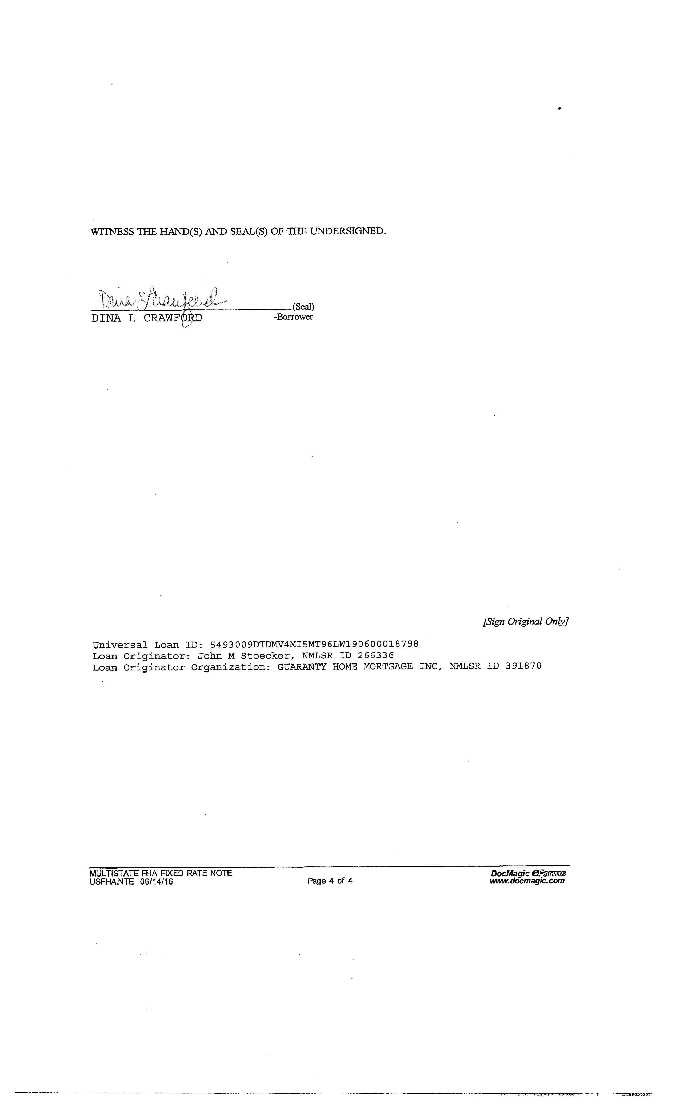 WITNESS THE HAND(S) AND SEAL(S) OF THE UNDERSIGNED.
Dina L Crawford (Seal)
DINA L CRAWFORD -Borrower
[Sign Original Only]
Universal Loan ID: 5493009DTDMV4MI5MT96LW190600018798
Loan Originator: John M Stoecker, NMLSR ID 266336
Loan Originator Organization: GUARANTY HOME MORTGAGE INC, NMLSR ID 391870
MULTISTATE FHA FIXED RATE NOTE DocMagic
USFHANTE 06/14/16 Page 4 of 4 www.docmagic.com